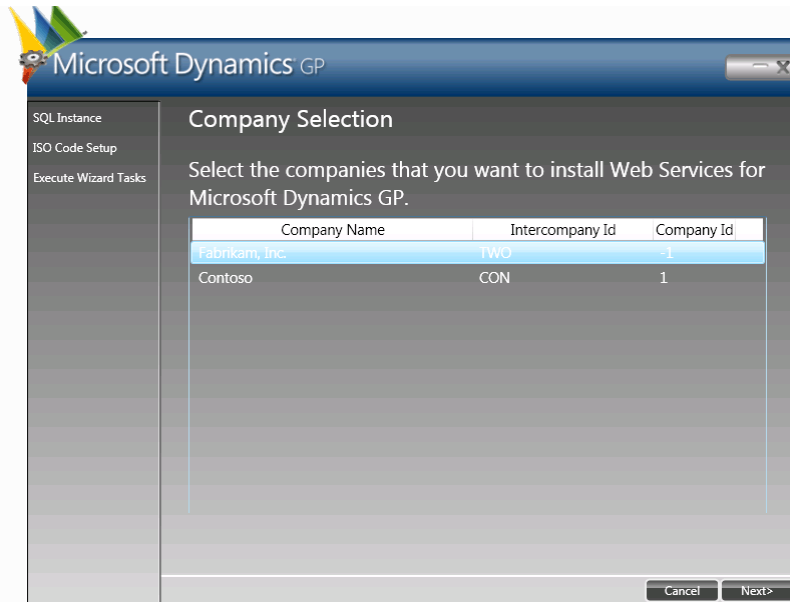 Microsoft Dynamics GP
SQL Instance
ISO Code Setup
Execute Wizard Tasks
Company Selection
Select the companies that you want to install Web Services for
Microsoft Dynamics GP.
Company Name Intercompany Id Company Id
Fabrikam, Inc. TWO -1
Contoso CON 1
Cancel Next>